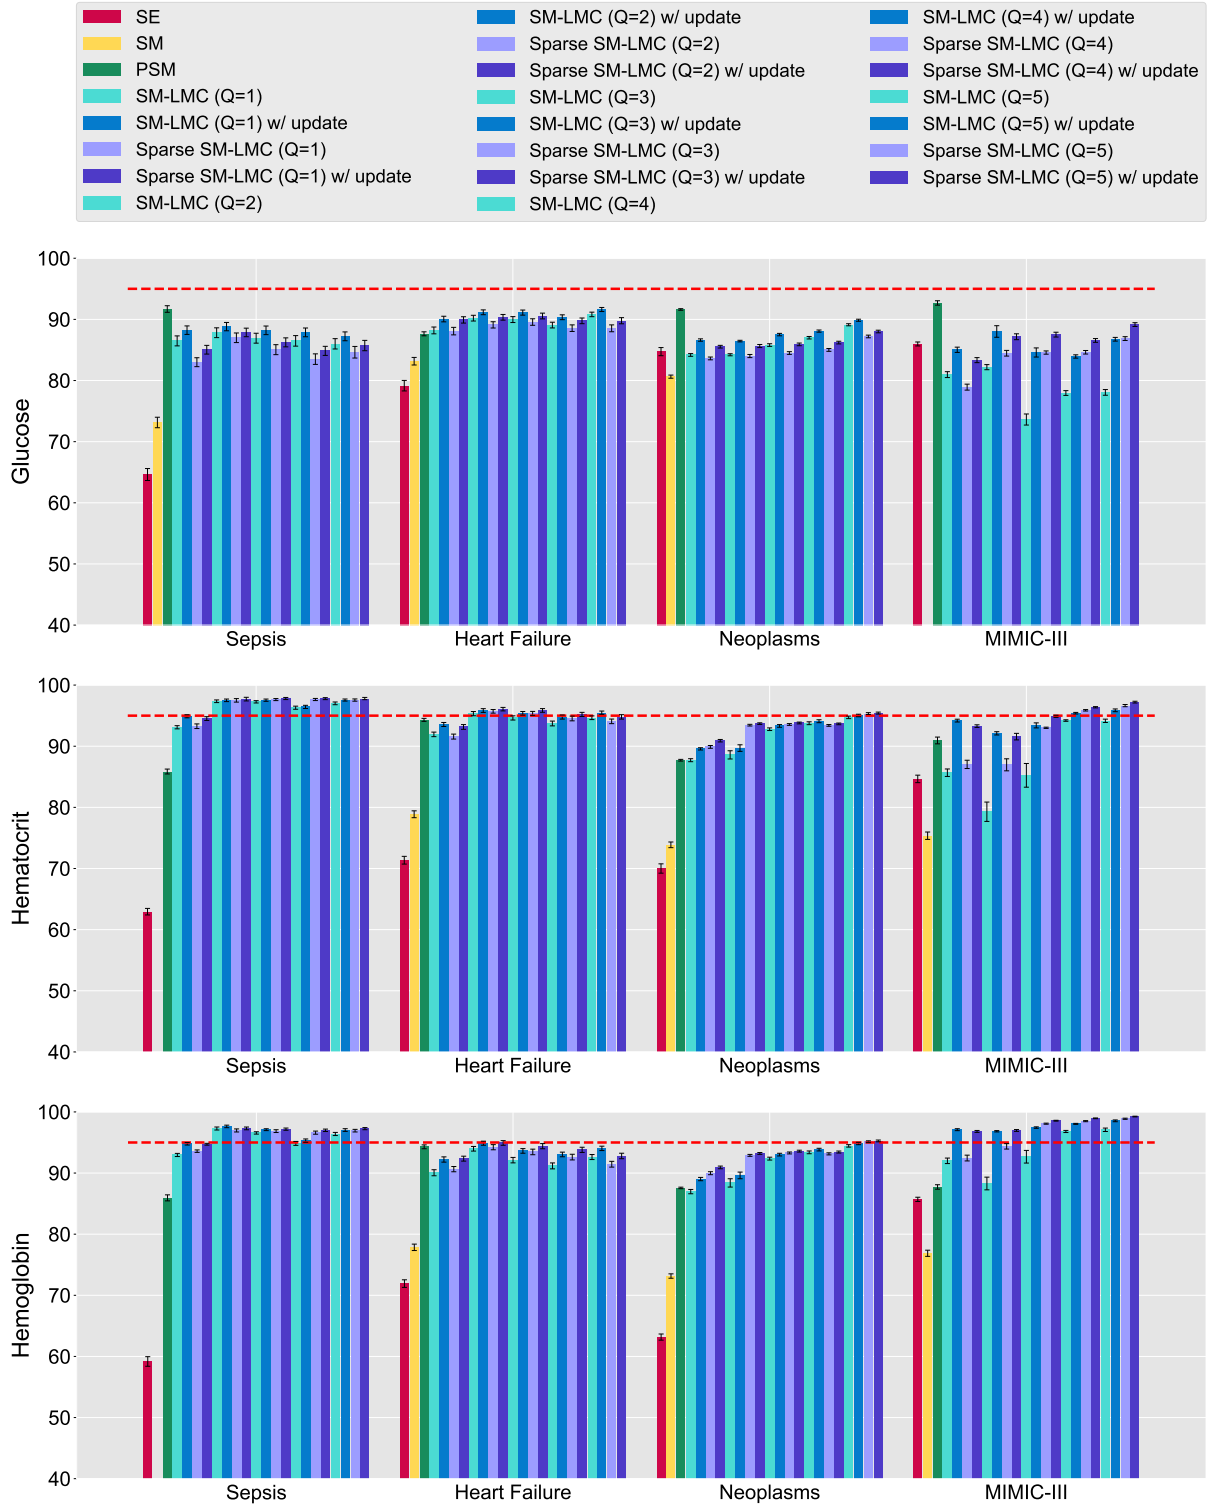 SE
SM
PSM
SM-LMC (Q=1)
SM-LMC (Q=1) w/ update
Sparse SM-LMC (Q=1)
Sparse SM-LMC (Q=1) w/ update
SM-LMC (Q=2)
SM-LMC (Q=2) w/ update
Sparse SM-LMC (Q=2)
Sparse SM-LMC (Q=2) w/ update
SM-LMC (Q=3)
SM-LMC (Q=3) w/ update
Sparse SM-LMC (Q=3)
Sparse SM-LMC (Q=3) w/ update
SM-LMC (Q=4)
SM-LMC (Q=4) w/ update
Sparse SM-LMC (Q=4)
Sparse SM-LMC (Q=4) w/ update
SM-LMC (Q=5)
SM-LMC (Q=5) w/ update
Sparse SM-LMC (Q=5)
Sparse SM-LMC (Q=5) w/ update
Glucose
100
90
80
70
60
50
40
Sepsis
Heart Failure
Neoplasms
MIMIC-III
Hematocrit
100
90
80
70
60
50
40
Sepsis
Heart Failure
Neoplasms
MIMIC-III
Hemoglobin
100
90
80
70
60
50
40
Sepsis
Heart Failure
Neoplasms
MIMIC-III